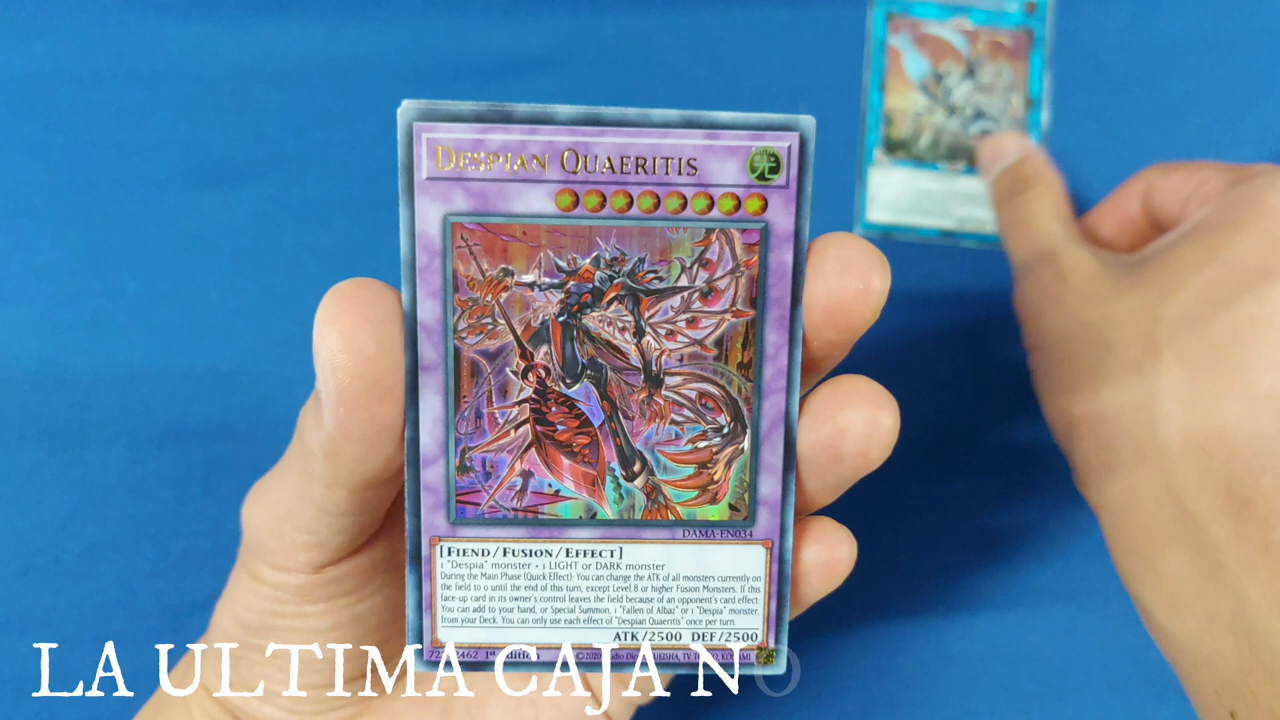 DESPIAN QUAERITIS
光
DAMA-EN034
[FIEND/FUSION/EFFECT]
1 "Despia" monster + 1 LIGHT or DARK monster
During the Main Phase (Quick Effect): You can change the ATK of all monsters currently on
the field to 0 until the end of this turn, except Level 8 or higher Fusion Monsters. If this
face-up card in its owner's control leaves the field because of an opponent's card effect:
You can add to your hand, or Special Summon, 1 "Fallen of Albaz" or 1 "Despia" monster,
from your Deck. You can only use each effect of "Despian Quaeritis" once per turn.
ATK/2500 DEF/2500
2462 1st Edition ©2020 TV KONAMI
LA ULTIMA CAJA NO